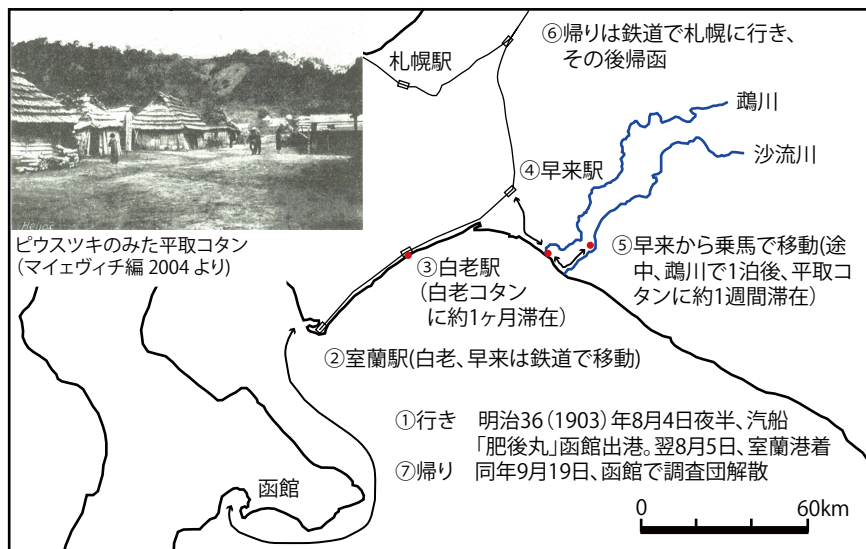 ⑥帰りは鉄道で札幌に行き、
その後帰函
札幌駅
鵡川
沙流川
④早来駅
ピウスツキのみた平取コタン
(マイェヴィチ編 2004 より)
③白老駅
(白老コタン
に約1ヶ月滞在)
⑤早来から乗馬で移動(途
中、鵡川で1泊後、平取コ
タンに約1週間滞在)
②室蘭駅(白老、早来は鉄道で移動)
①行き 明治36(1903)年8月4日夜半、汽船
「肥後丸」函館出港。翌8月5日、室蘭港着
⑦帰り 同年9月19日、函館で調査団解散
函館
0 60km